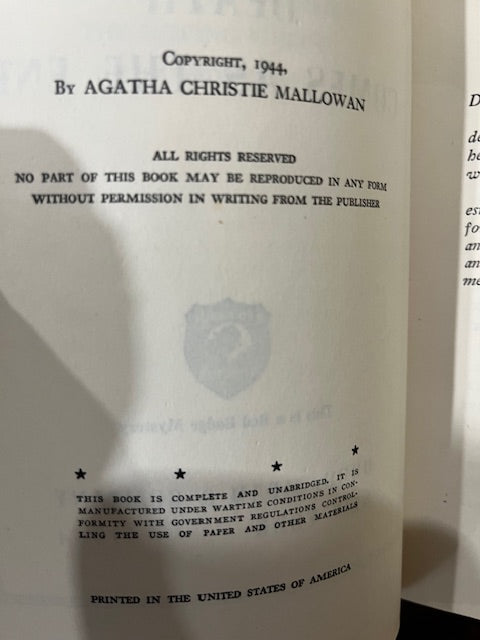 COPYRIGHT, 1944,
BY AGATHA CHRISTIE MALLOWAN
ALL RIGHTS RESERVED
NO PART OF THIS BOOK MAY BE REPRODUCED IN ANY FORM
WITHOUT PERMISSION IN WRITING FROM THE PUBLISHER
THIS BOOK IS COMPLETE AND UNABRIDGED. IT IS
MANUFACTURED UNDER WARTIME CONDITIONS IN CON-
FORMITY WITH GOVERNMENT REGULATIONS CONTROL-
LING THE USE OF PAPER AND OTHER MATERIALS
PRINTED IN THE UNITED STATES OF AMERICA